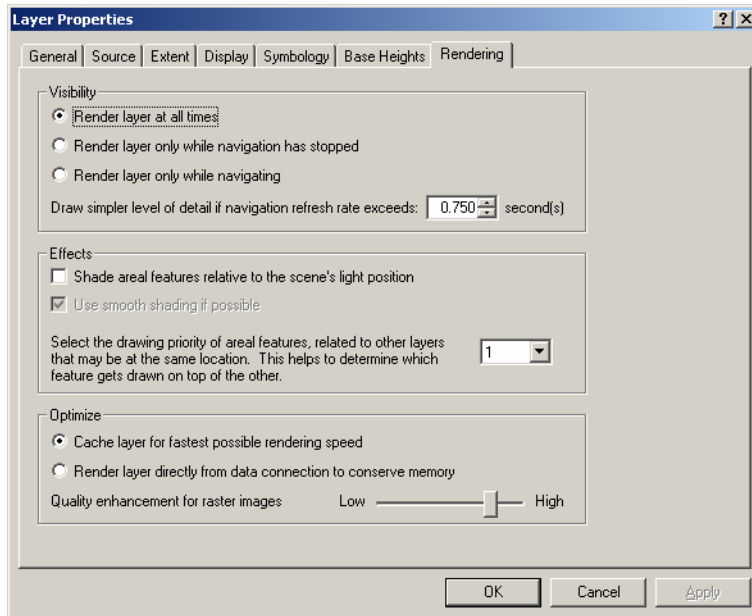 Layer Properties
General Source Extent Display Symbology Base Heights Rendering
Visibility
Render layer at all times
Render layer only while navigation has stopped
Render layer only while navigating
Draw simpler level of detail if navigation refresh rate exceeds: 0.750 second(s)
Effects
Shade areal features relative to the scene's light position
Use smooth shading if possible
Select the drawing priority of areal features, related to other layers
that may be at the same location. This helps to determine which
feature gets drawn on top of the other.
1
Optimize
Cache layer for fastest possible rendering speed
Render layer directly from data connection to conserve memory
Quality enhancement for raster images Low High
OK Cancel Apply